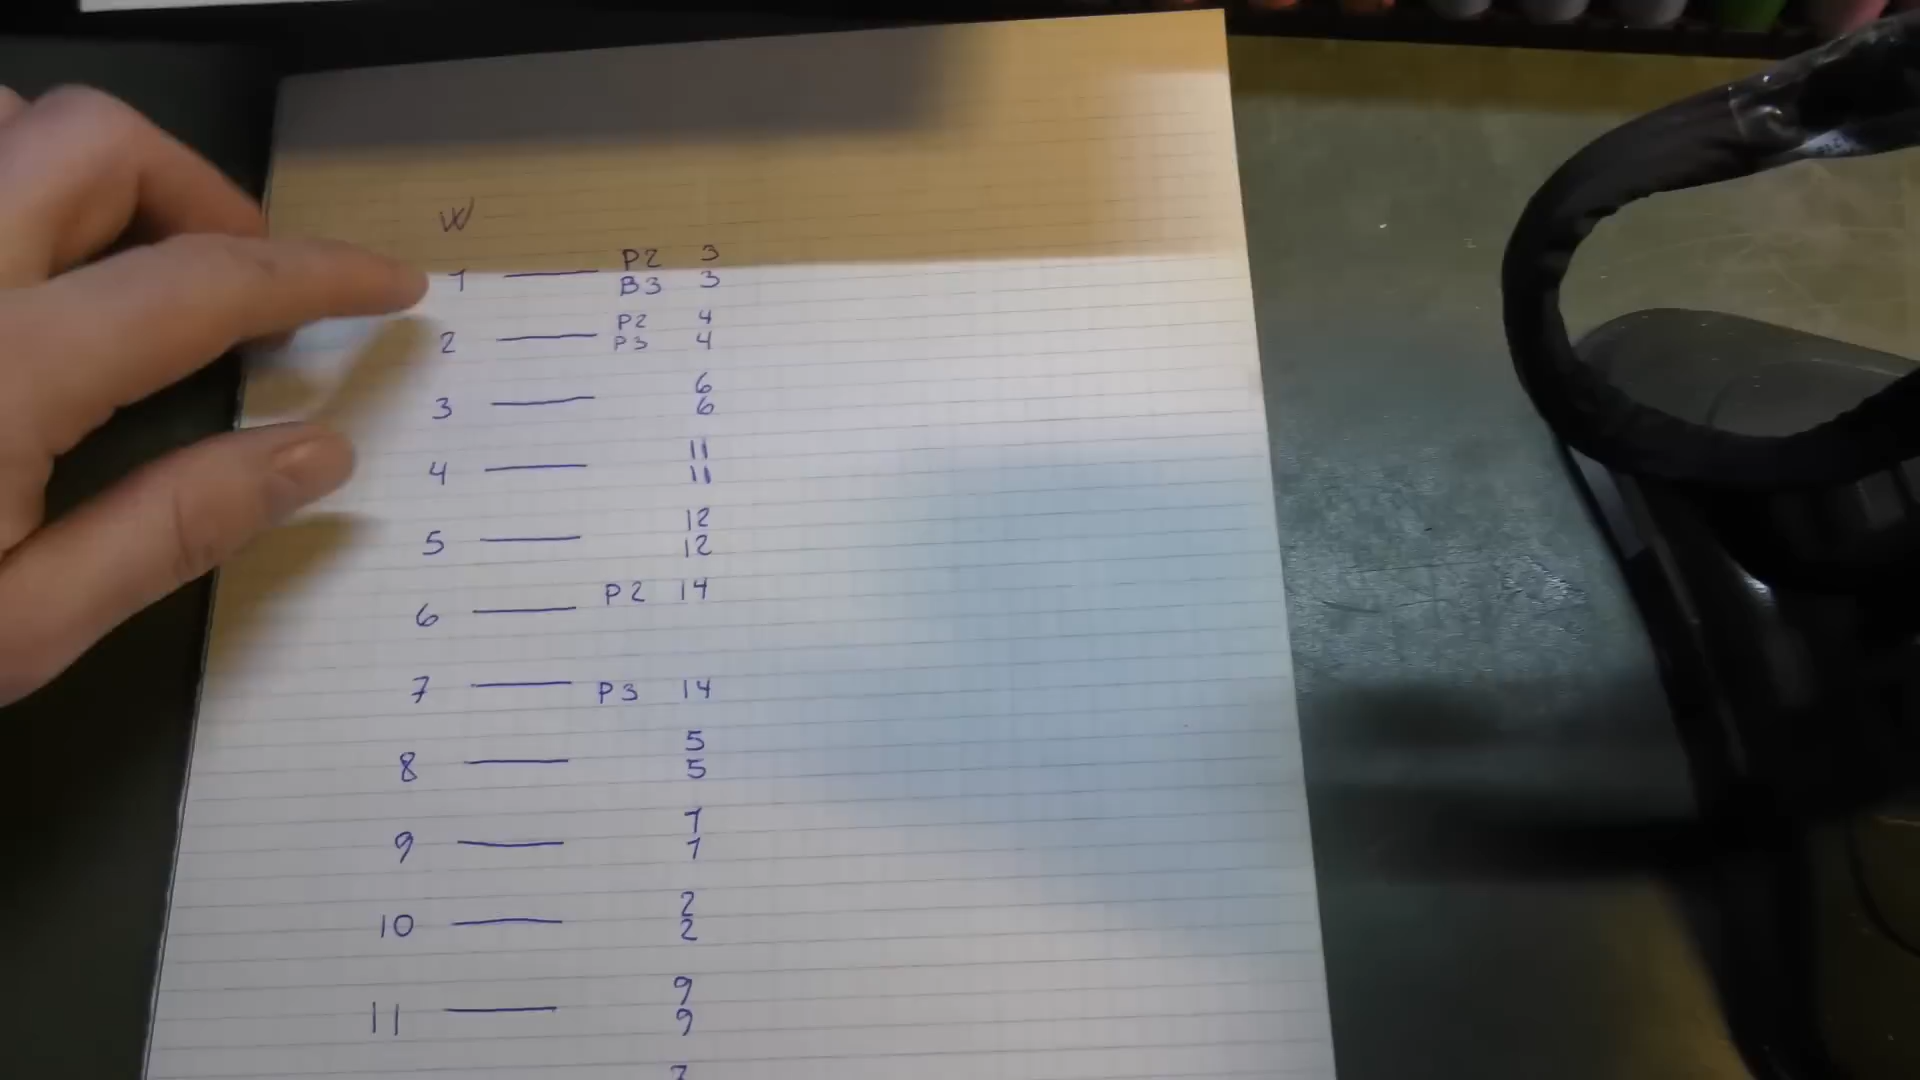 W
1 —— P2 3
B3 3
2 —— P2 4
P3 4
3 —— 6
6
4 —— 11
11
5 —— 12
12
6 —— P2 14
7 —— P3 14
8 —— 5
5
9 —— 7
1
10 —— 2
2
11 —— 9
9